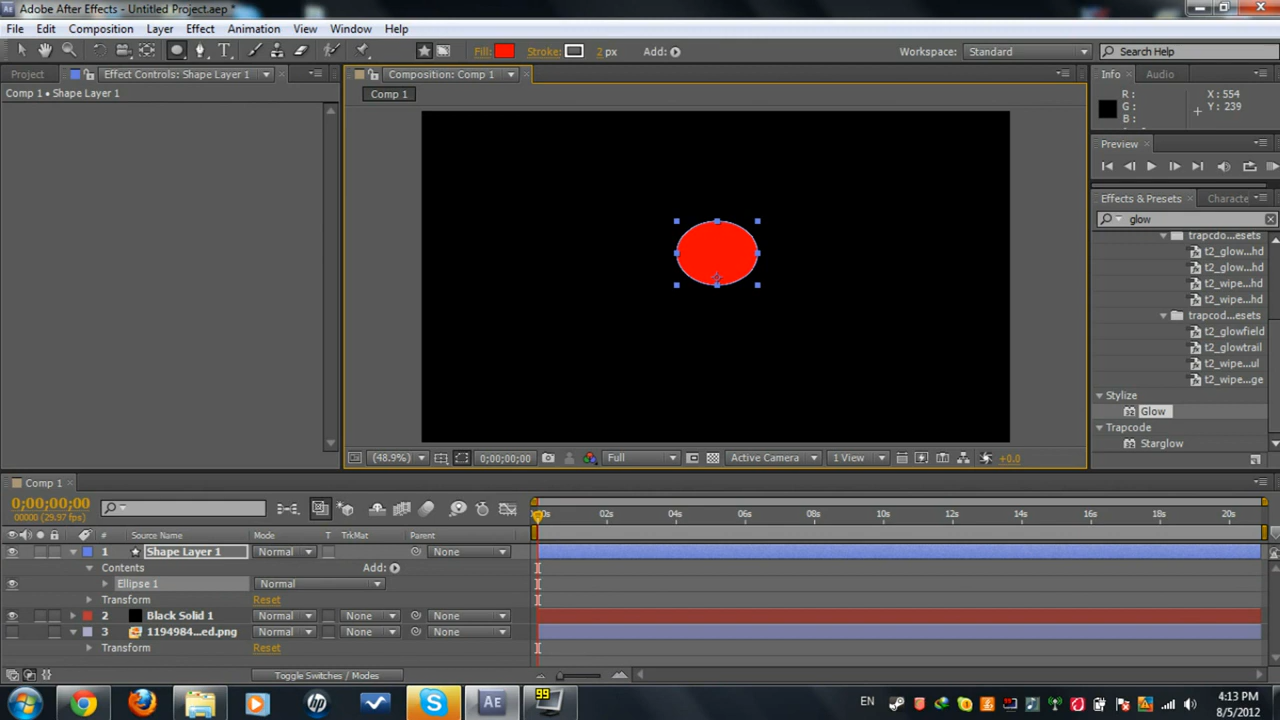 Adobe After Effects - Untitled Project.aep *
File Edit Composition Layer Effect Animation View Window Help
Fill: Stroke: 2 px Add: Workspace: Standard Search Help
Project Effect Controls: Shape Layer 1 Composition: Comp 1 Info Audio
Comp 1 • Shape Layer 1
Comp 1
R: X: 554
G: Y: 239
B:
Preview
Effects & Presets Characte
glow
trapcdo...esets
t2_glow...hd
t2_glow...hd
t2_wipe...hd
t2_wipe...hd
trapcod...esets
t2_glowfield
t2_glowtrail
t2_wipe...ul
t2_wipe...ge
Stylize
Glow
Trapcode
Starglow
(48.9%) 0;00;00;00 Full Active Camera 1 View +0.0
Comp 1
0;00;00;00
00000 (29.97 fps)
02s 04s 06s 08s 10s 12s 14s 16s 18s 20s
# Source Name Mode T TrkMat Parent
1 Shape Layer 1 Normal None
Contents Add:
Ellipse 1 Normal
Transform Reset
2 Black Solid 1 Normal None None
3 1194984...ed.png Normal None None
Transform Reset
Toggle Switches / Modes
99
EN
4:13 PM
8/5/2012